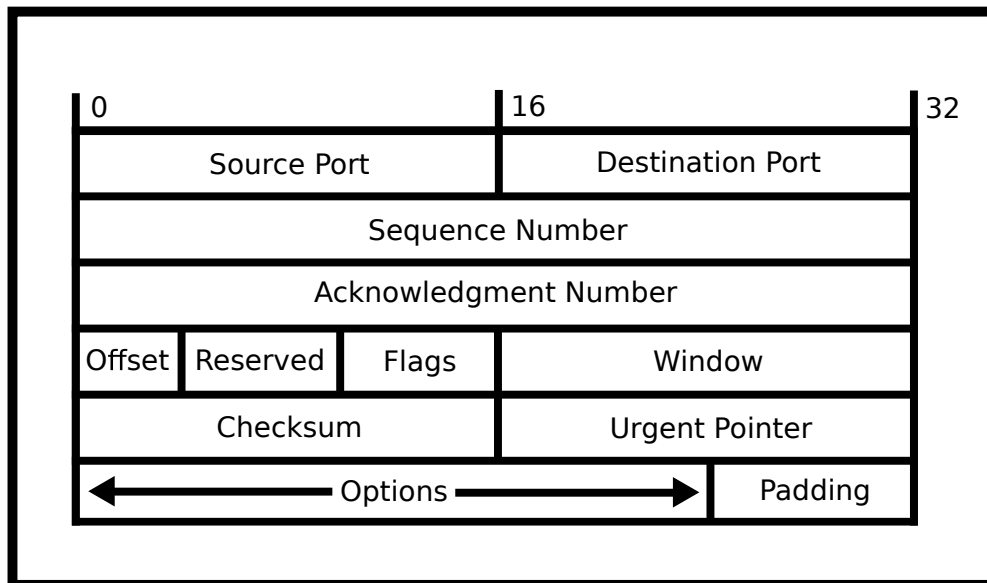 0 16 32
Source Port Destination Port
Sequence Number
Acknowledgment Number
Offset Reserved Flags Window
Checksum Urgent Pointer
Options Padding